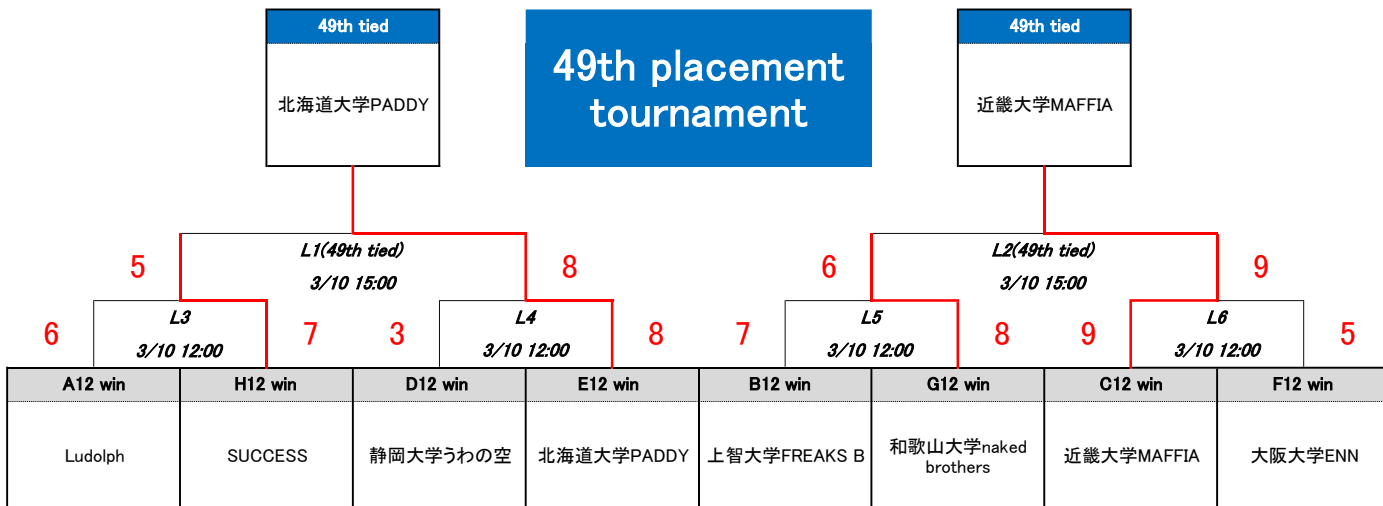 49th tied
49th placement
tournament
49th tied
北海道大学PADDY
近畿大学MAFFIA
5
L1(49th tied)
3/10 15:00
8
6
L2(49th tied)
3/10 15:00
9
6
L3
3/10 12:00
7
3
L4
3/10 12:00
8
7
L5
3/10 12:00
8
9
L6
3/10 12:00
5
A12 win
H12 win
D12 win
E12 win
B12 win
G12 win
C12 win
F12 win
Ludolph
SUCCESS
静岡大学うわの空
北海道大学PADDY
上智大学FREAKS B
和歌山大学naked
brothers
近畿大学MAFFIA
大阪大学ENN